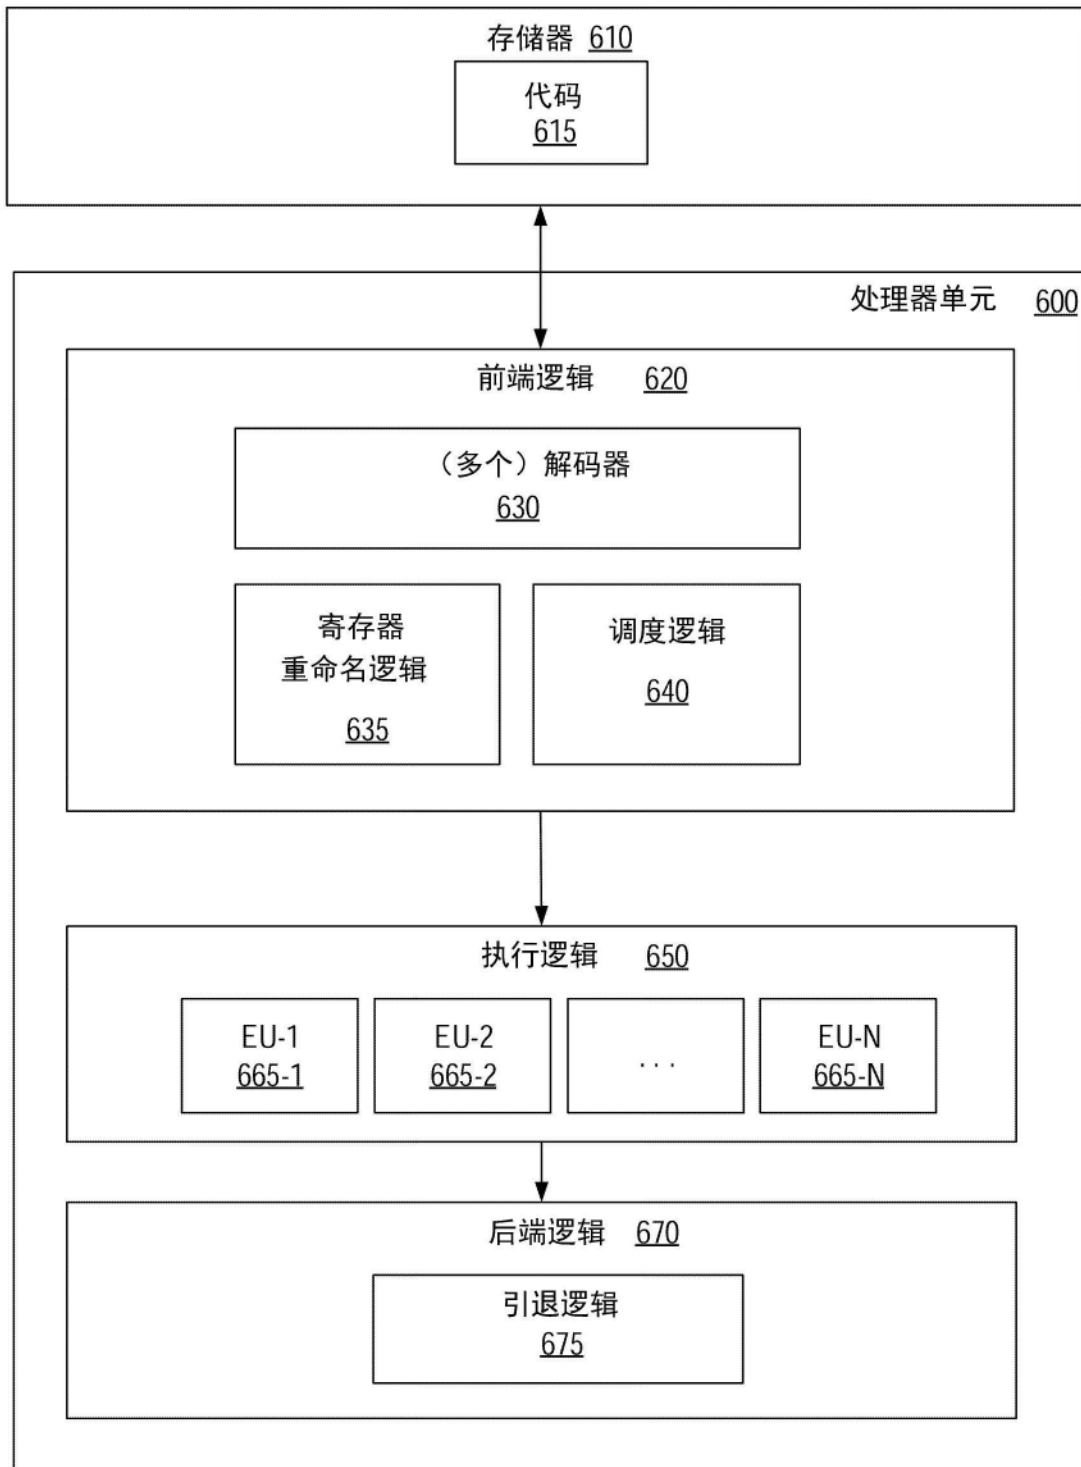 存储器 610
代码
615
处理器单元 600
前端逻辑 620
（多个）解码器
630
寄存器
重命名逻辑
635
调度逻辑
640
执行逻辑 650
EU-1
665-1
EU-2
665-2
...
EU-N
665-N
后端逻辑 670
引退逻辑
675